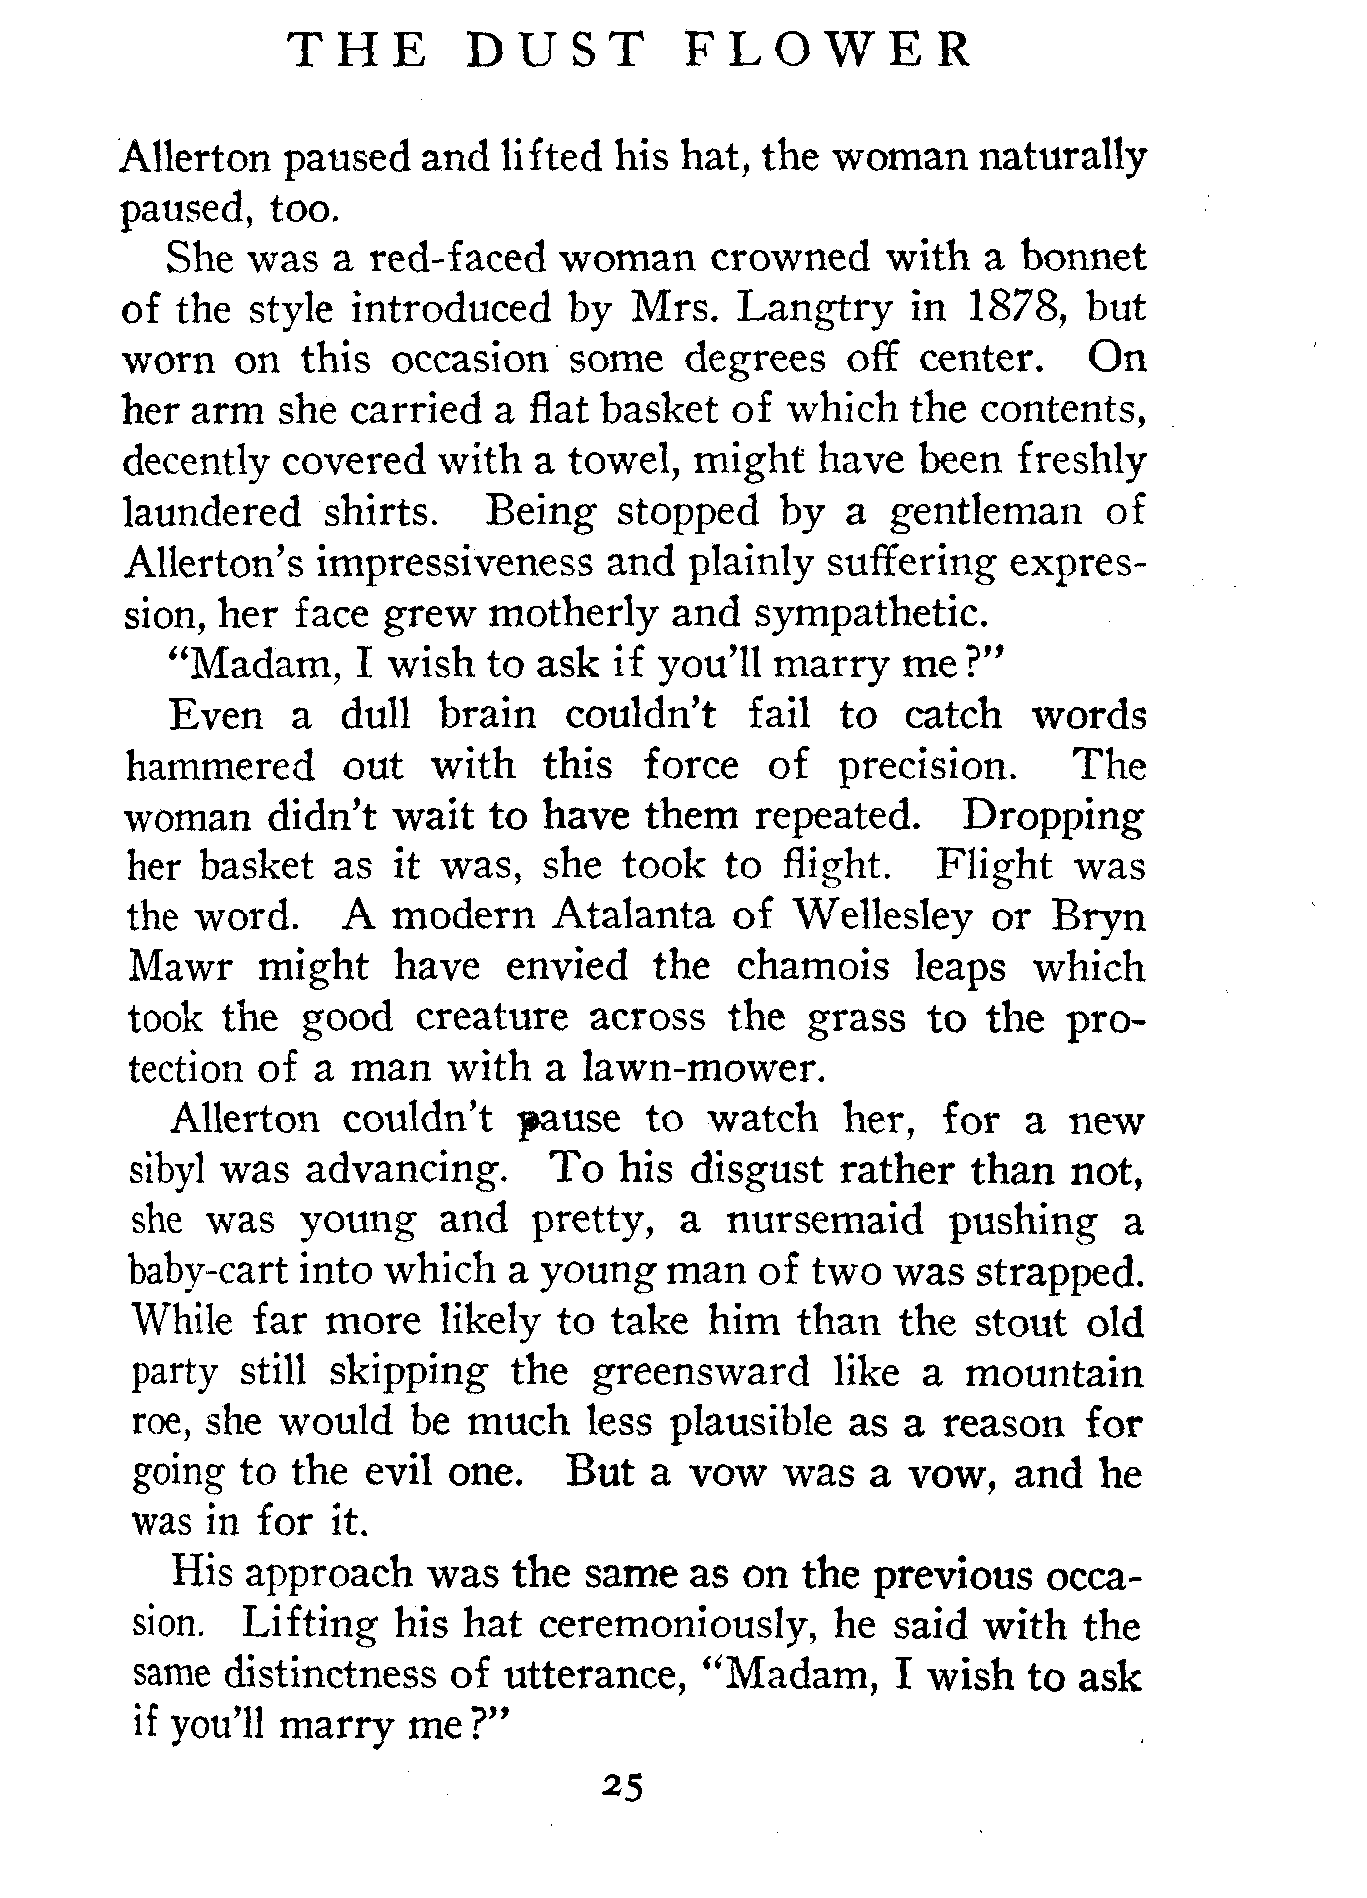 THE DUST FLOWER
Allerton paused and lifted his hat, the woman naturally
paused, too.
She was a red-faced woman crowned with a bonnet
of the style introduced by Mrs. Langtry in 1878, but
worn on this occasion some degrees off center. On
her arm she carried a flat basket of which the contents,
decently covered with a towel, might have been freshly
laundered shirts. Being stopped by a gentleman of
Allerton's impressiveness and plainly suffering expres-
sion, her face grew motherly and sympathetic.
"Madam, I wish to ask if you'll marry me?"
Even a dull brain couldn't fail to catch words
hammered out with this force of precision. The
woman didn't wait to have them repeated. Dropping
her basket as it was, she took to flight. Flight was
the word. A modern Atalanta of Wellesley or Bryn
Mawr might have envied the chamois leaps which
took the good creature across the grass to the pro-
tection of a man with a lawn-mower.
Allerton couldn't pause to watch her, for a new
sibyl was advancing. To his disgust rather than not,
she was young and pretty, a nursemaid pushing a
baby-cart into which a young man of two was strapped.
While far more likely to take him than the stout old
party still skipping the greensward like a mountain
roe, she would be much less plausible as a reason for
going to the evil one. But a vow was a vow, and he
was in for it.
His approach was the same as on the previous occa-
sion. Lifting his hat ceremoniously, he said with the
same distinctness of utterance, "Madam, I wish to ask
if you'll marry me?"
25